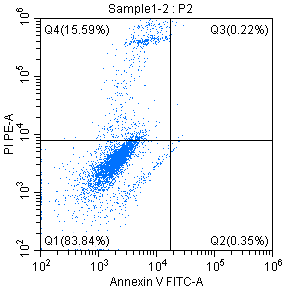 Sample1-2 : P2
Q4(15.59%) Q3(0.22%)
10^6
10^5
10^4
10^3
10^2
PI PE-A
Q1(83.84%) Q2(0.35%)
10^2 10^3 10^4 10^5 10^6
Annexin V FITC-A